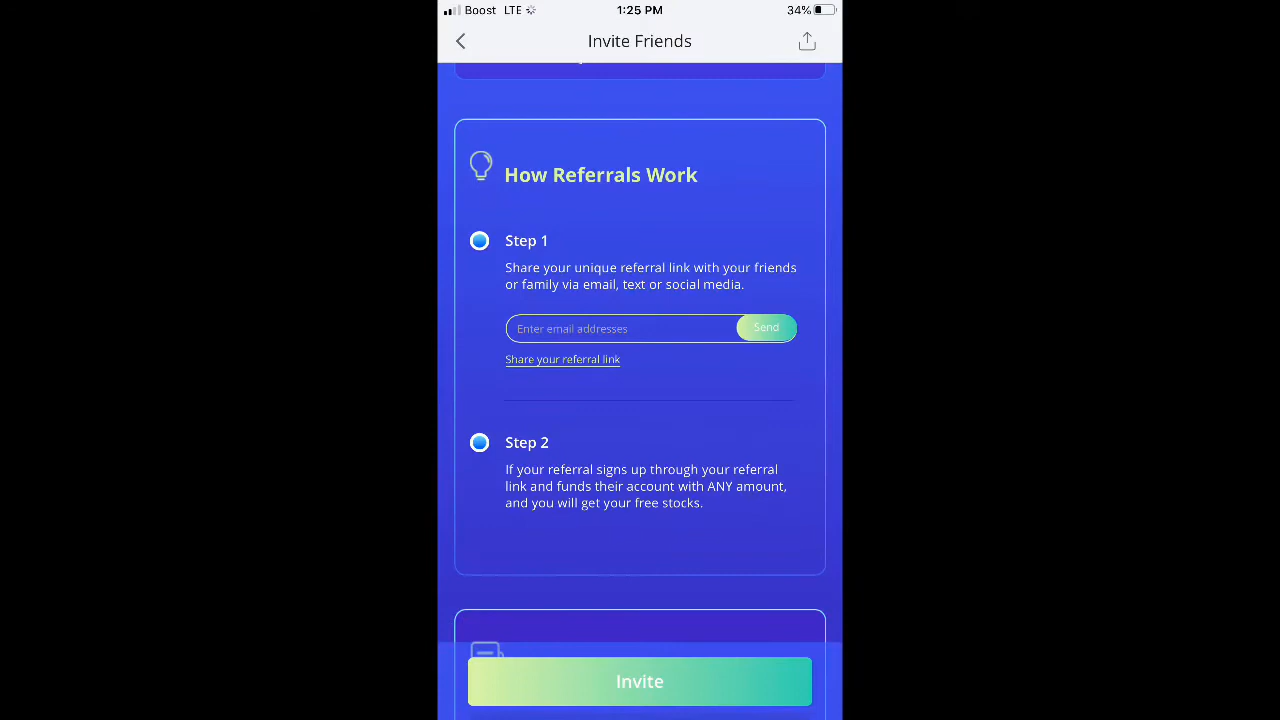 Boost LTE 1:25 PM 34%
Invite Friends
How Referrals Work
Step 1
Share your unique referral link with your friends
or family via email, text or social media.
Enter email addresses Send
Share your referral link
Step 2
If your referral signs up through your referral
link and funds their account with ANY amount,
and you will get your free stocks.
Invite